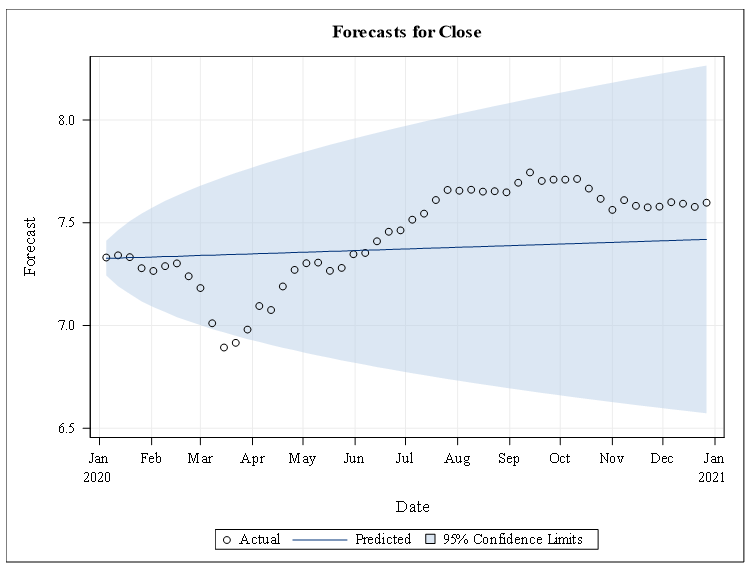 Forecasts for Close
Forecast
8.0
7.5
7.0
6.5
Jan Feb Mar Apr May Jun Jul Aug Sep Oct Nov Dec Jan
2020 2021
Date
Actual Predicted 95% Confidence Limits